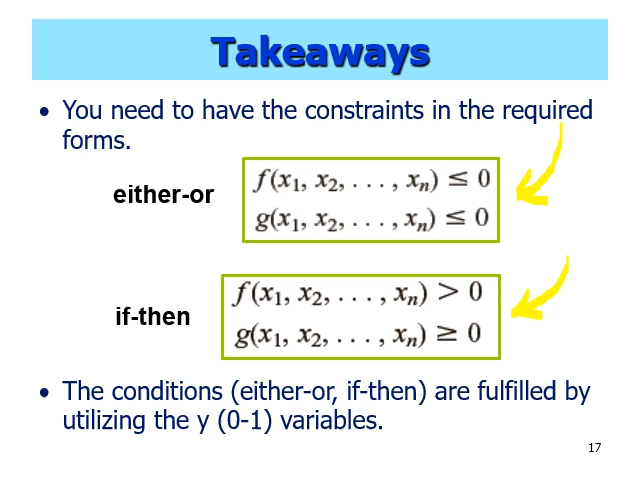 Takeaways
• You need to have the constraints in the required
forms.
either-or
f(x₁, x₂, . . . , xₙ) ≤ 0
g(x₁, x₂, . . . , xₙ) ≤ 0
if-then
f(x₁, x₂, . . . , xₙ) > 0
g(x₁, x₂, . . . , xₙ) ≥ 0
• The conditions (either-or, if-then) are fulfilled by
utilizing the y (0-1) variables.
17